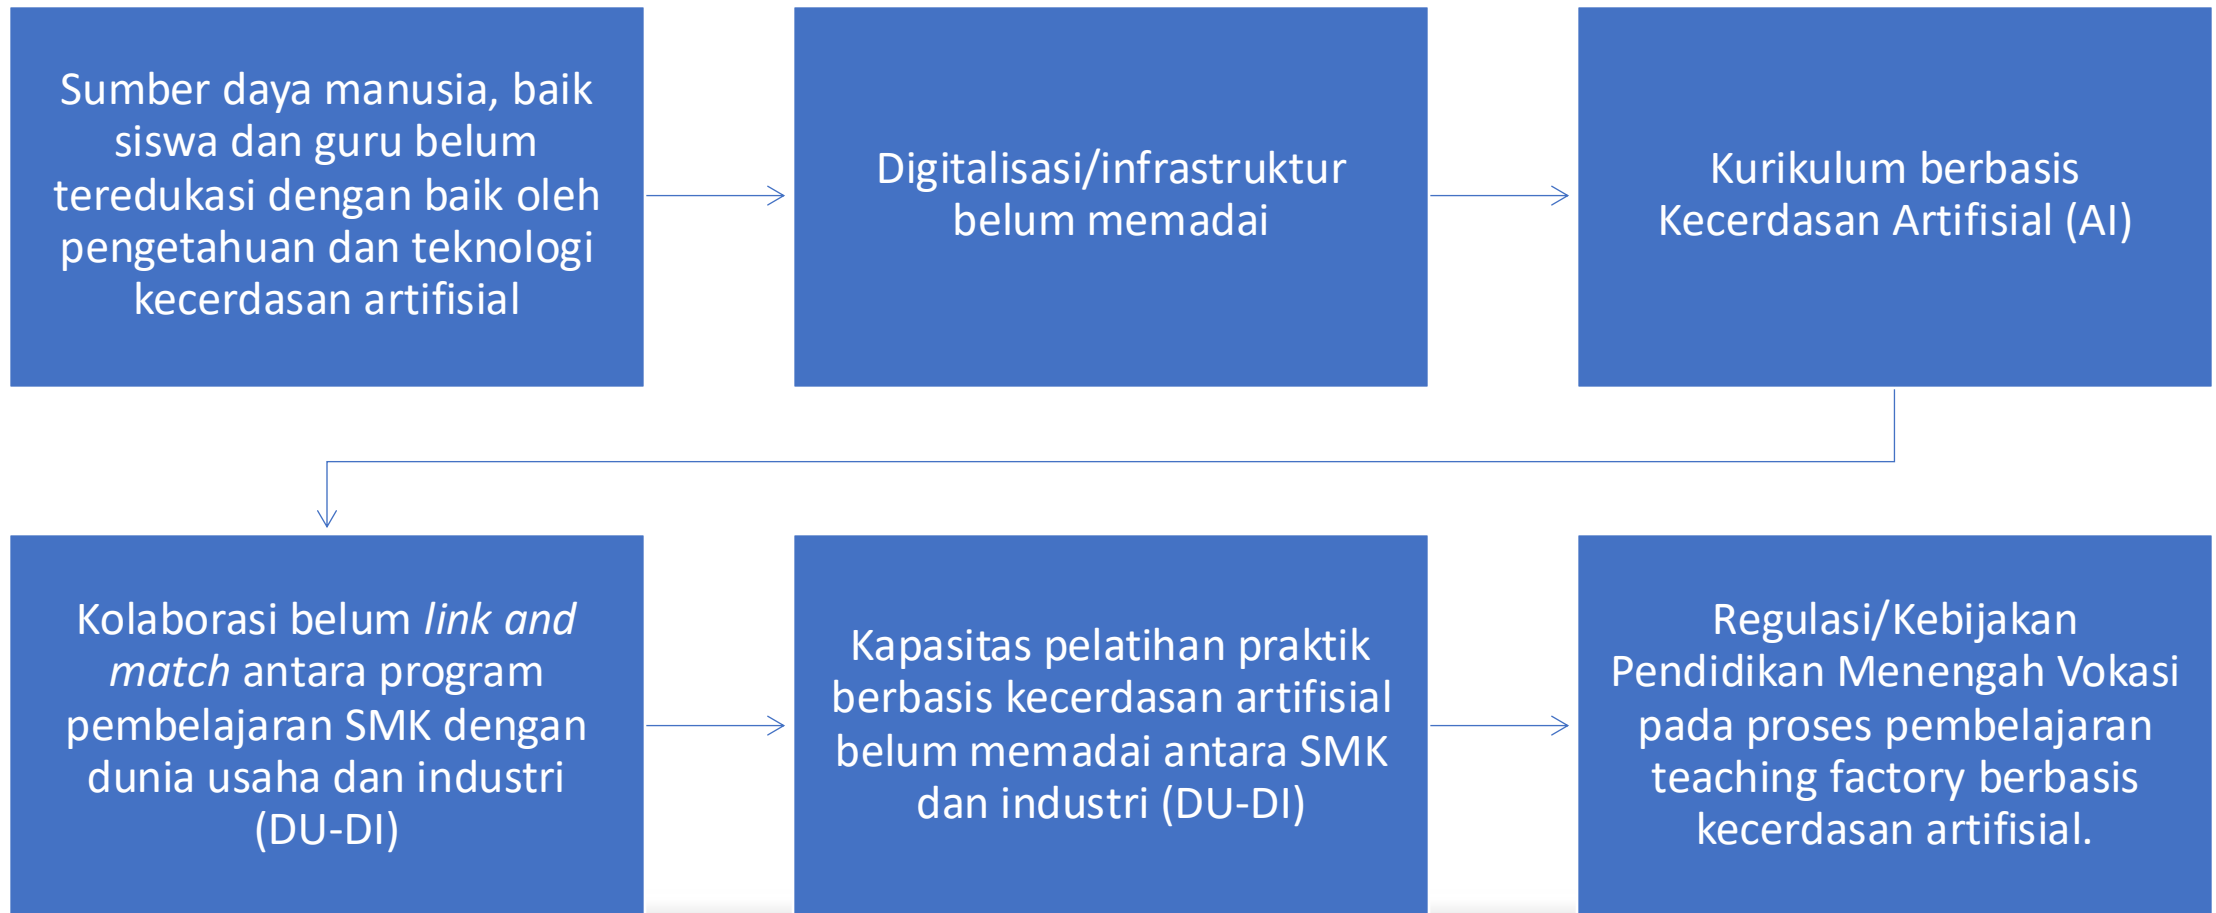 Sumber daya manusia, baik
siswa dan guru belum
teredukasi dengan baik oleh
pengetahuan dan teknologi
kecerdasan artifisial
Digitalisasi/infrastruktur
belum memadai
Kurikulum berbasis
Kecerdasan Artifisial (AI)
Kolaborasi belum link and
match antara program
pembelajaran SMK dengan
dunia usaha dan industri
(DU-DI)
Kapasitas pelatihan praktik
berbasis kecerdasan artifisial
belum memadai antara SMK
dan industri (DU-DI)
Regulasi/Kebijakan
Pendidikan Menengah Vokasi
pada proses pembelajaran
teaching factory berbasis
kecerdasan artifisial.